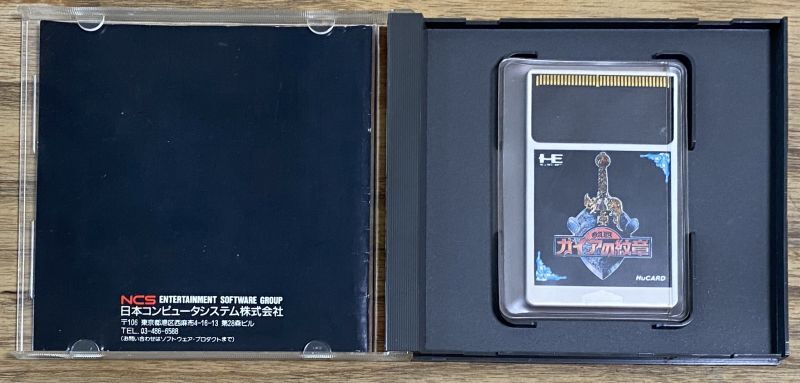 NCS ENTERTAINMENT SOFTWARE GROUP
日本コンピュータシステム株式会社
〒106 東京都港区西麻布4-16-13 第28森ビル
TEL. 03-486-6588
(お問い合わせはソフトウェア・プロダクトまで)
HE
ガイアの紋章
HuCARD